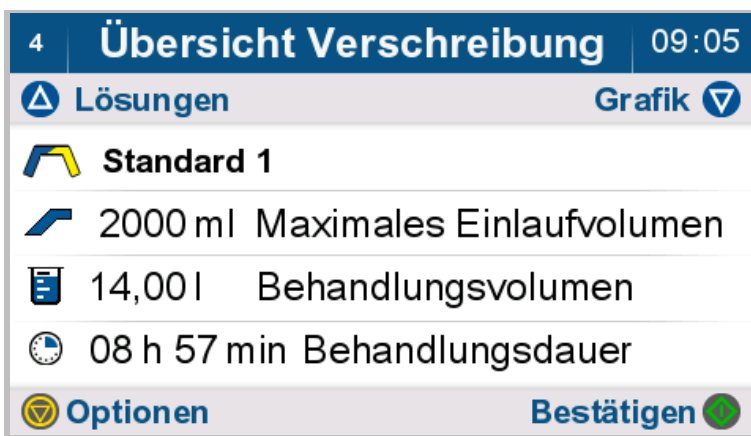 4 Übersicht Verschreibung 09:05
Lösungen Grafik
Standard 1
2000 ml Maximales Einlaufvolumen
14,00 l Behandlungsvolumen
08 h 57 min Behandlungsdauer
Optionen Bestätigen